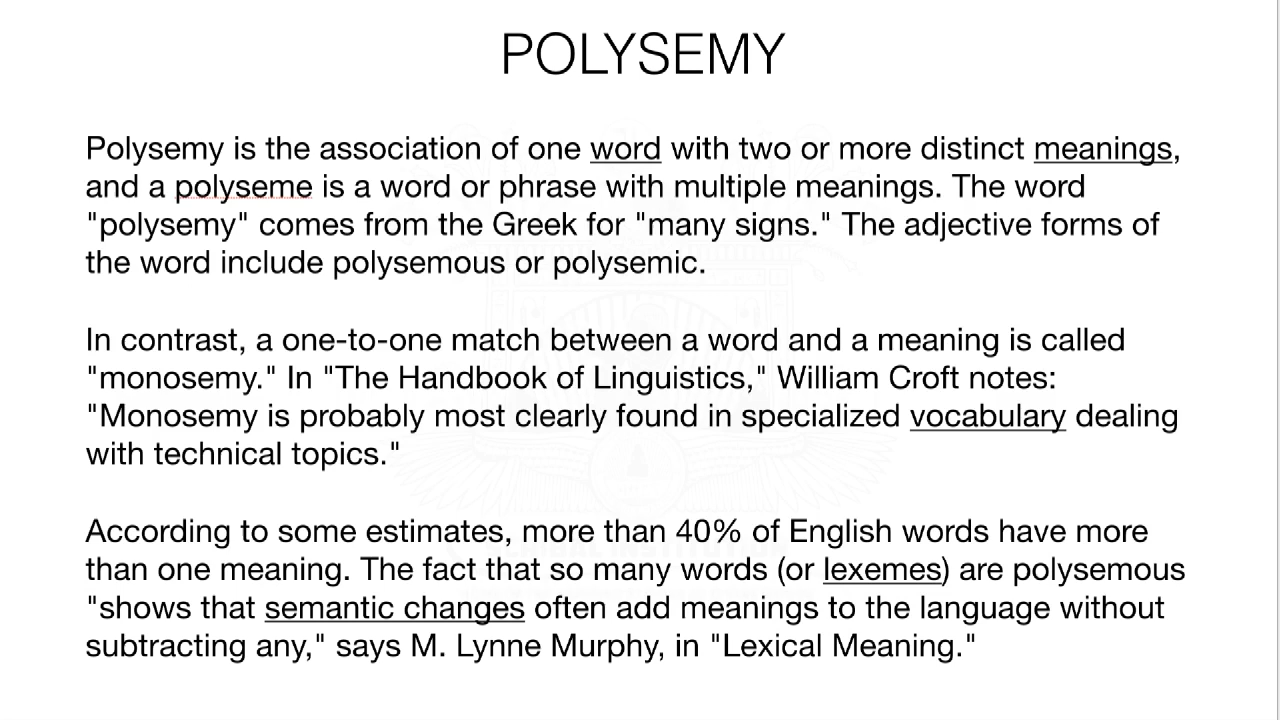 POLYSEMY
Polysemy is the association of one word with two or more distinct meanings,
and a polyseme is a word or phrase with multiple meanings. The word
"polysemy" comes from the Greek for "many signs." The adjective forms of
the word include polysemous or polysemic.
In contrast, a one-to-one match between a word and a meaning is called
"monosemy." In "The Handbook of Linguistics," William Croft notes:
"Monosemy is probably most clearly found in specialized vocabulary dealing
with technical topics."
According to some estimates, more than 40% of English words have more
than one meaning. The fact that so many words (or lexemes) are polysemous
"shows that semantic changes often add meanings to the language without
subtracting any," says M. Lynne Murphy, in "Lexical Meaning."